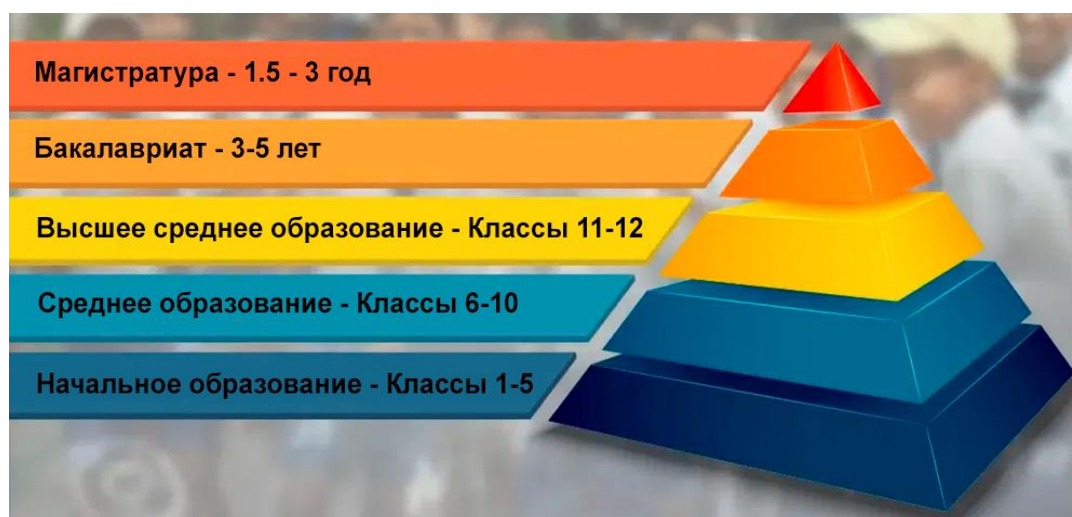 Магистратура - 1.5 - 3 год
Бакалавриат - 3-5 лет
Высшее среднее образование - Классы 11-12
Среднее образование - Классы 6-10
Начальное образование - Классы 1-5